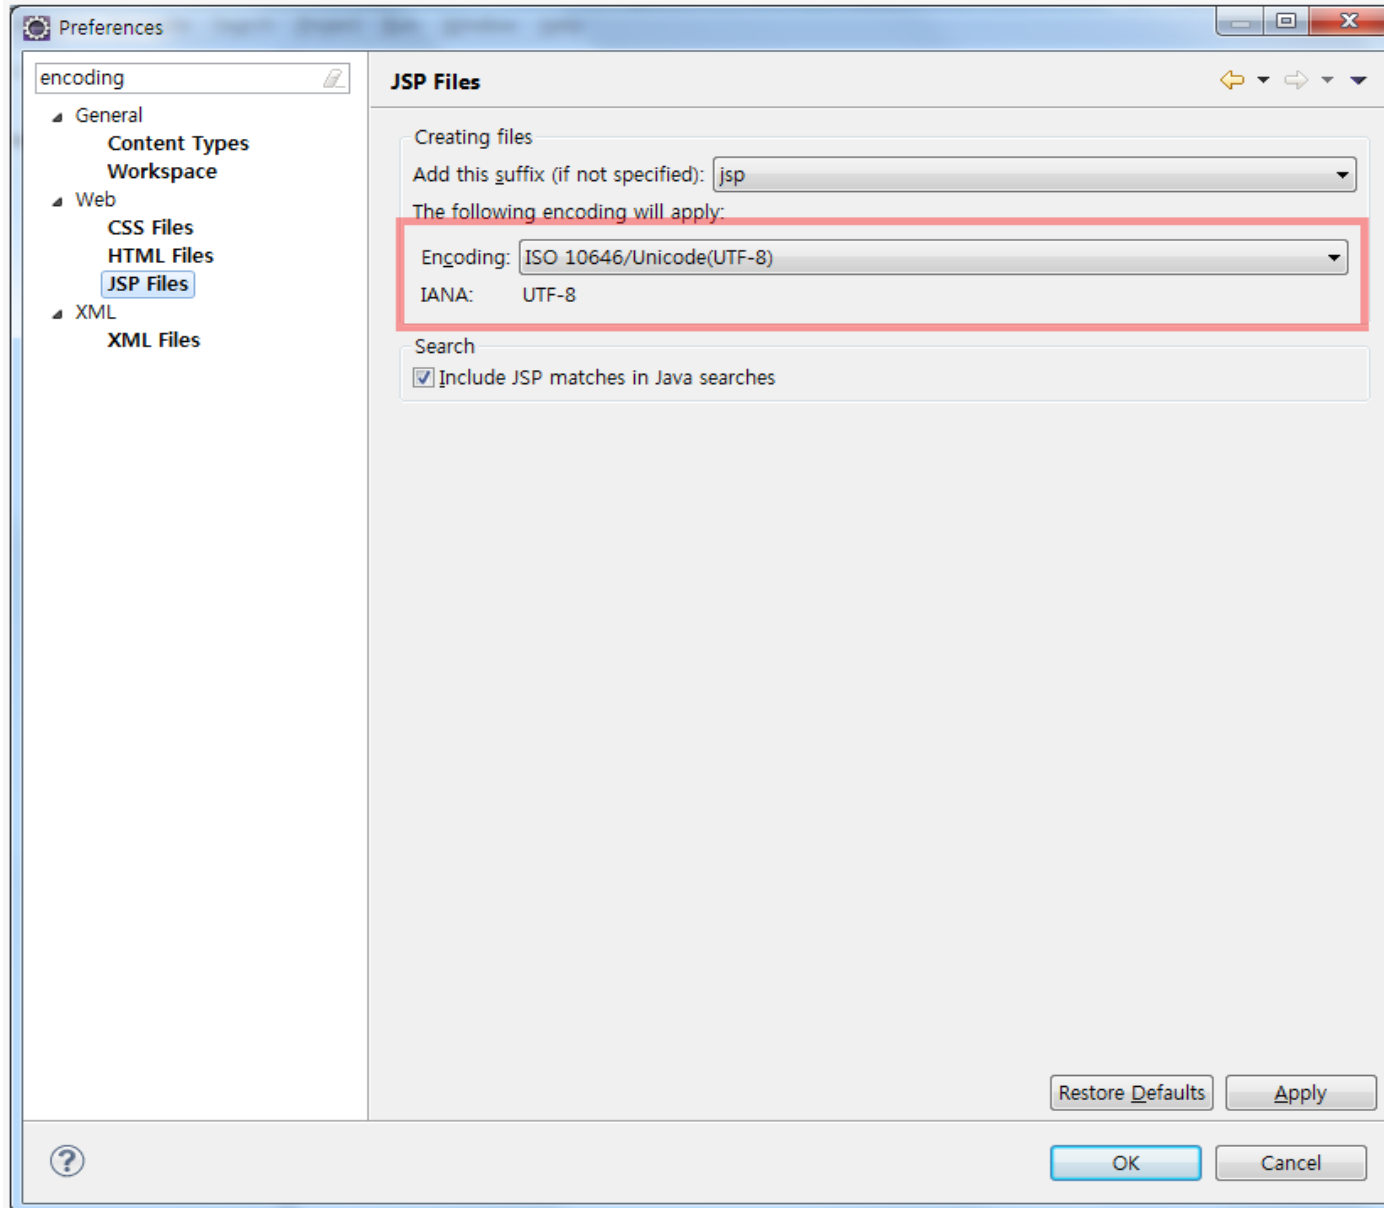 Preferences
encoding
General
Content Types
Workspace
Web
CSS Files
HTML Files
JSP Files
XML
XML Files
JSP Files
Creating files
Add this suffix (if not specified): jsp
The following encoding will apply:
Encoding: ISO 10646/Unicode(UTF-8)
IANA: UTF-8
Search
Include JSP matches in Java searches
Restore Defaults Apply
OK Cancel